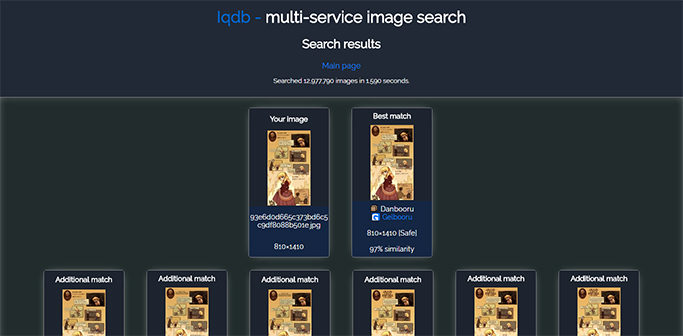 Iqdb - multi-service image search
Search results
Main page
Searched 12,977,790 images in 1.590 seconds.
Your image
Best match
93e6d0d665c373bd6c5
c9df8088b501e.jpg
810×1410
Danbooru
Gelbooru
810×1410 [Safe]
97% similarity
Additional match
Additional match
Additional match
Additional match
Additional match
Additional match